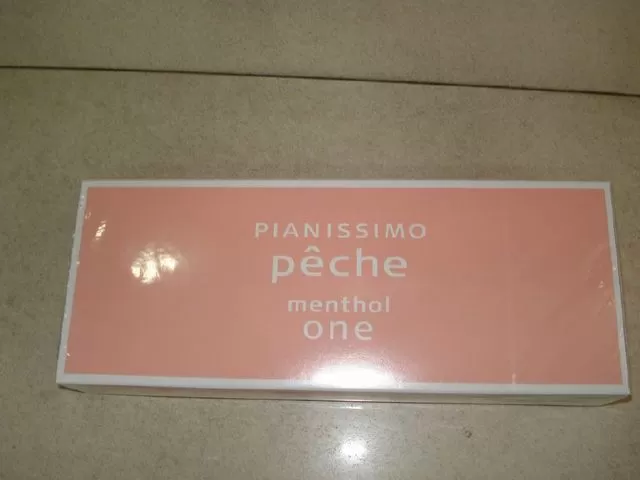 PIANISSIMO
pêche
menthol
one